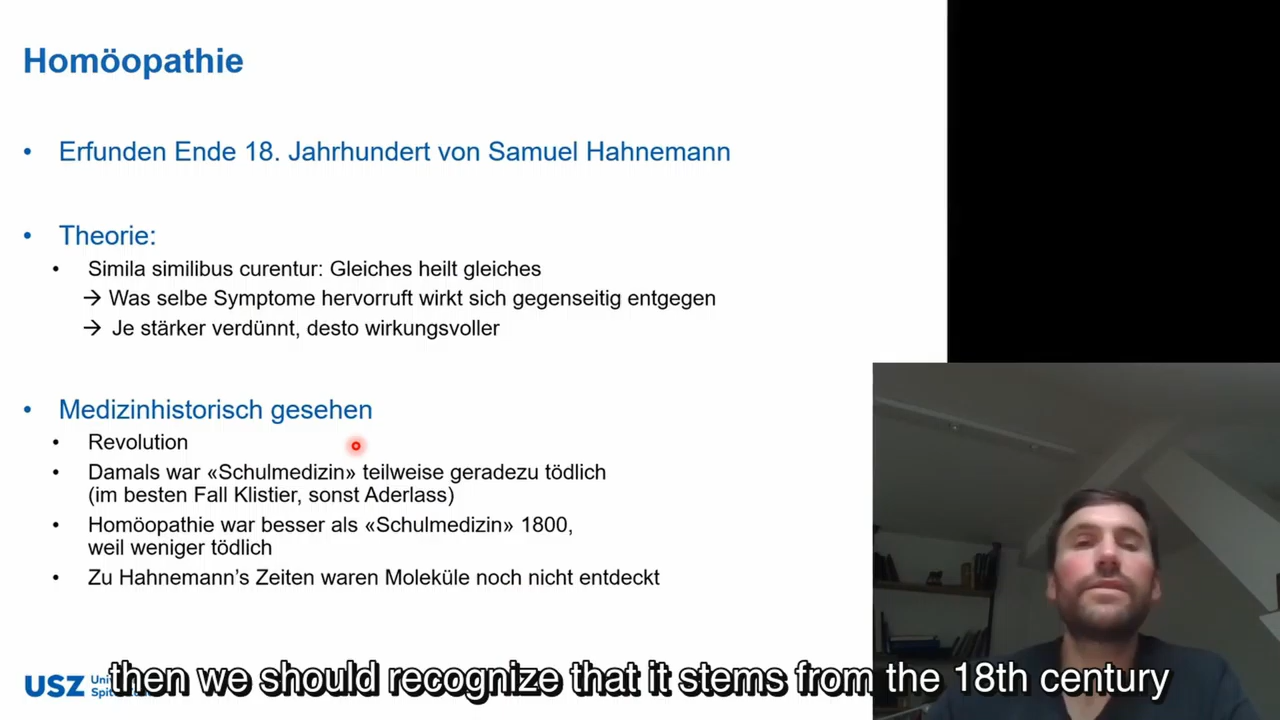 Homöopathie
• Erfunden Ende 18. Jahrhundert von Samuel Hahnemann
• Theorie:
• Simila similibus curentur: Gleiches heilt gleiches
→ Was selbe Symptome hervorruft wirkt sich gegenseitig entgegen
→ Je stärker verdünnt, desto wirkungsvoller
• Medizinhistorisch gesehen
• Revolution
• Damals war «Schulmedizin» teilweise geradezu tödlich
(im besten Fall Klistier, sonst Aderlass)
• Homöopathie war besser als «Schulmedizin» 1800,
weil weniger tödlich
• Zu Hahnemann’s Zeiten waren Moleküle noch nicht entdeckt
USZ
then we should recognize that it stems from the 18th century